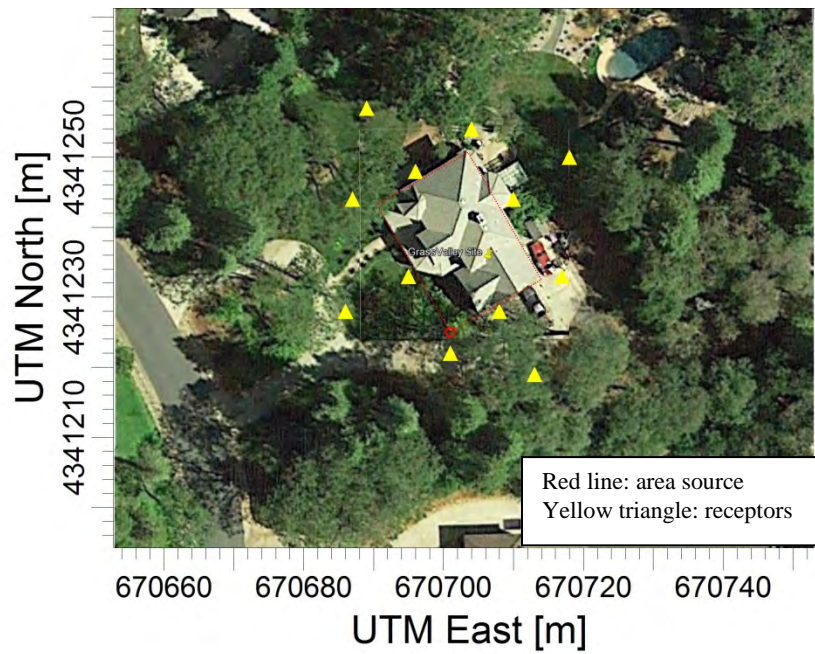 UTM North [m]
4341250
4341230
4341210
GrassValley Site
Red line: area source
Yellow triangle: receptors
670660
670680
670700
670720
670740
UTM East [m]